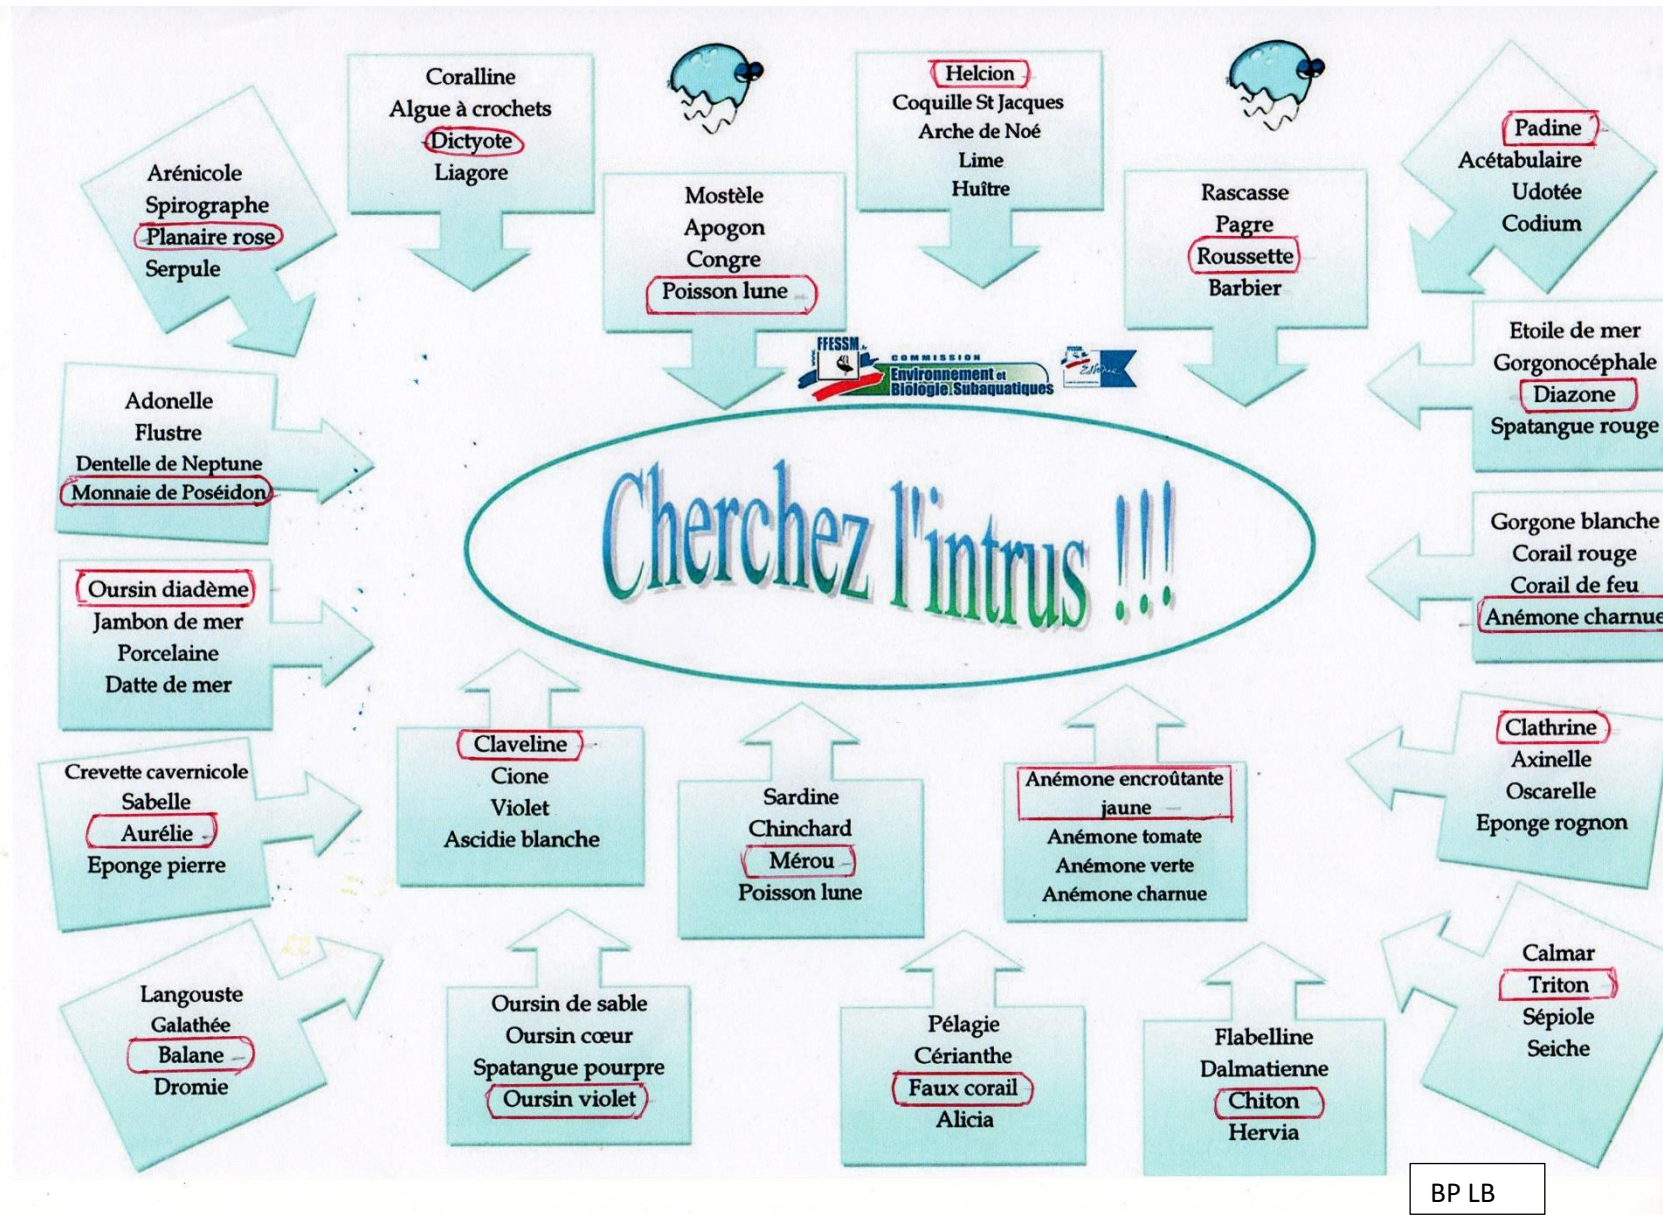 Coralline
Algue à crochets
Dictyote
Liagore
Helcion
Coquille St Jacques
Arche de Noé
Lime
Huître
Padine
Acétabulaire
Udotée
Codium
Arénicole
Spirographe
Planaire rose
Serpule
Mostèle
Apogon
Congre
Poisson lune
Rascasse
Pagre
Roussette
Barbier
Etoile de mer
Gorgonocéphale
Diazone
Spatangue rouge
FFESSM
COMMISSION
Environnement et
Biologie Subaquatiques
Adonelle
Flustre
Dentelle de Neptune
Monnaie de Poséidon
Cherchez l'intrus !!!
Gorgone blanche
Corail rouge
Corail de feu
Anémone charnue
Oursin diadème
Jambon de mer
Porcelaine
Datte de mer
Claveline
Cione
Violet
Ascidie blanche
Sardine
Chinchard
Mérou
Poisson lune
Anémone encroûtante
jaune
Anémone tomate
Anémone verte
Anémone charnue
Clathrine
Axinelle
Oscarelle
Eponge rognon
Crevette cavernicole
Sabelle
Aurélie
Eponge pierre
Langouste
Galathée
Balane
Dromie
Oursin de sable
Oursin cœur
Spatangue pourpre
Oursin violet
Pélagie
Cérianthe
Faux corail
Alicia
Flabelline
Dalmatienne
Chiton
Hervia
Calmar
Triton
Sépiole
Seiche
BP LB